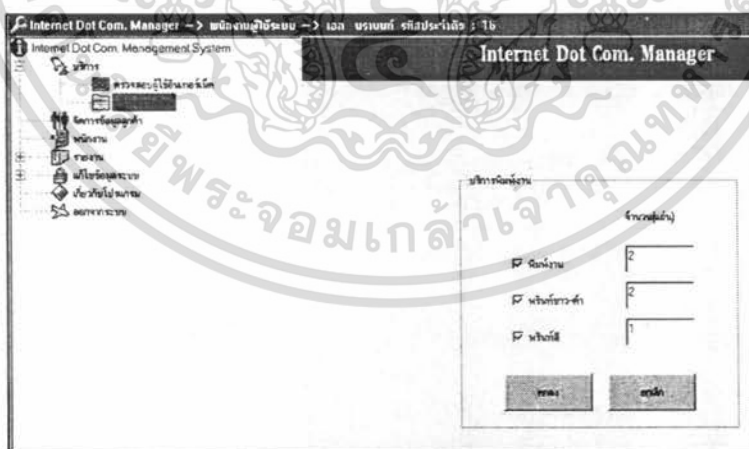 Internet Dot Com. Manager --> พนักงานผู้ใช้ระบบ --> เอส นรานนท์ รหัสประจำตัว : 16
Internet Dot Com. Management System
Internet Dot Com. Manager
บริการ
ตรวจสอบผู้ใช้อินเตอร์เน็ต
จัดการข้อมูลลูกค้า
พนักงาน
รายงาน
แก้ไขข้อมูลระบบ
เกี่ยวกับโปรแกรม
ออกจากระบบ
บริการพิมพ์งาน
จำนวน(แผ่น)
พิมพ์งาน 2
พรินท์ขาว-ดำ 2
พรินท์สี 1
ตกลง ยกเลิก